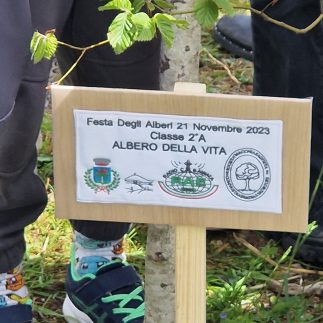 Festa Degli Alberi 21 Novembre 2023
Classe 2°A
ALBERO DELLA VITA